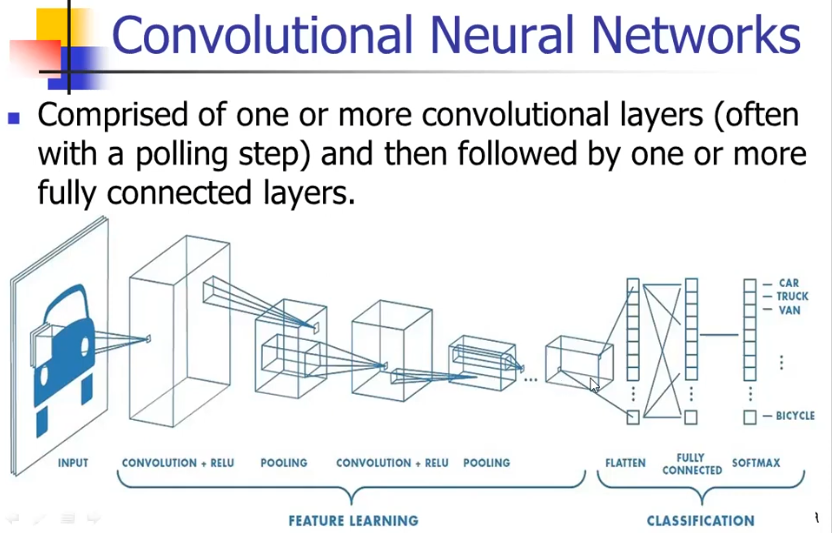 Convolutional Neural Networks
Comprised of one or more convolutional layers (often
with a polling step) and then followed by one or more
fully connected layers.
CAR
TRUCK
VAN
BICYCLE
INPUT
CONVOLUTION + RELU
POOLING
CONVOLUTION + RELU
POOLING
FLATTEN
FULLY
CONNECTED
SOFTMAX
FEATURE LEARNING
CLASSIFICATION